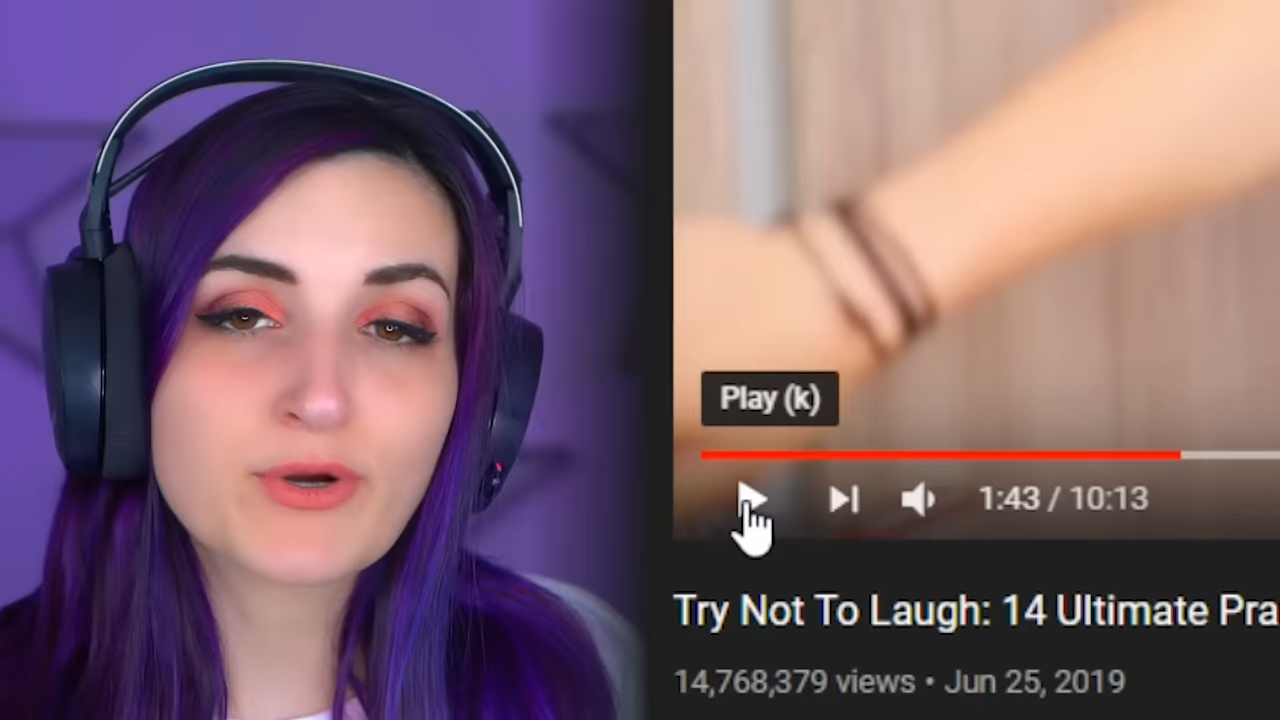 Play (k)
1:43 / 10:13
Try Not To Laugh: 14 Ultimate Pra
14,768,379 views • Jun 25, 2019